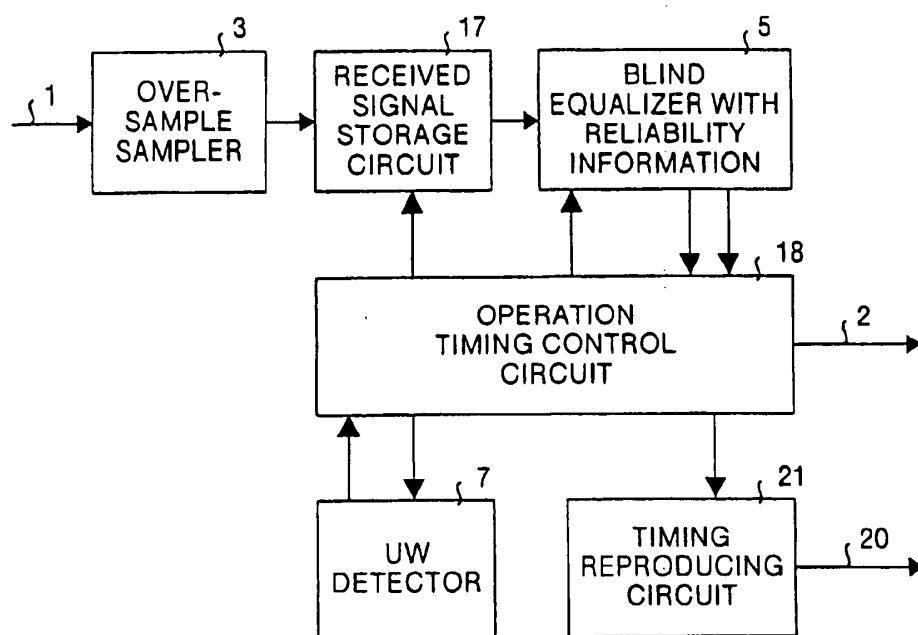 3
17
5
1
OVER-
SAMPLE
SAMPLER
RECEIVED
SIGNAL
STORAGE
CIRCUIT
BLIND
EQUALIZER WITH
RELIABILITY
INFORMATION
18
OPERATION
TIMING CONTROL
CIRCUIT
2
7
21
UW
DETECTOR
TIMING
REPRODUCING
CIRCUIT
20